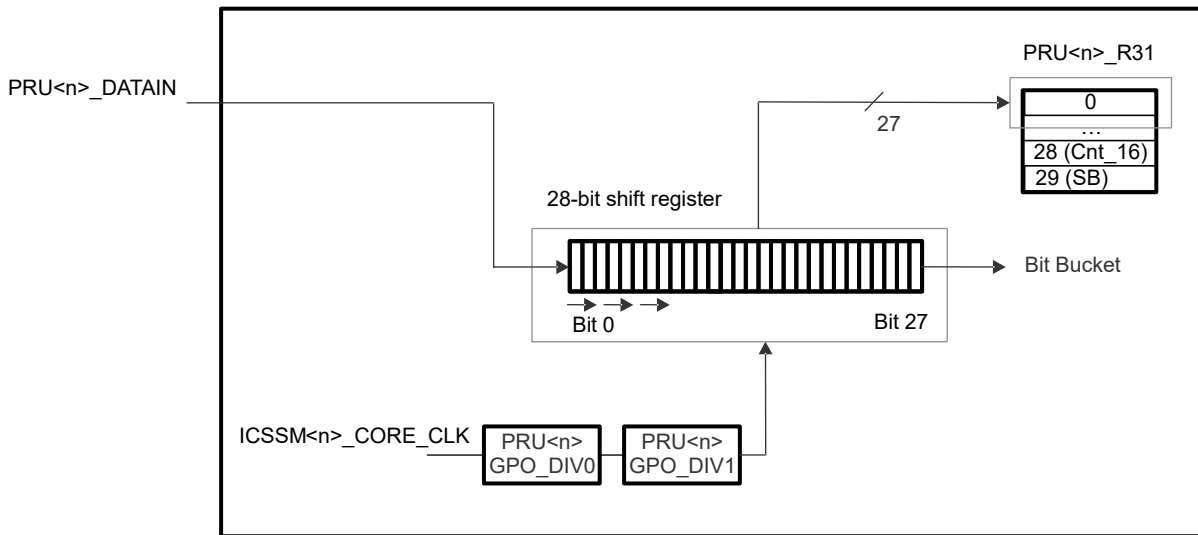 PRU<n>_R31
PRU<n>_DATAIN
0
27
...
28 (Cnt_16)
29 (SB)
28-bit shift register
Bit Bucket
Bit 0
Bit 27
ICSSM<n>_CORE_CLK
PRU<n>
GPO_DIV0
PRU<n>
GPO_DIV1